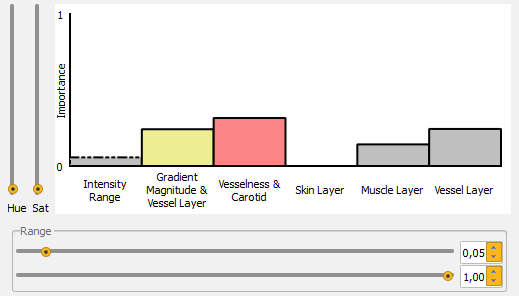 1
Importance
0
Intensity
Range
Gradient
Magnitude &
Vessel Layer
Vesselness &
Carotid
Skin Layer
Muscle Layer
Vessel Layer
Hue Sat
Range
0,05
1,00